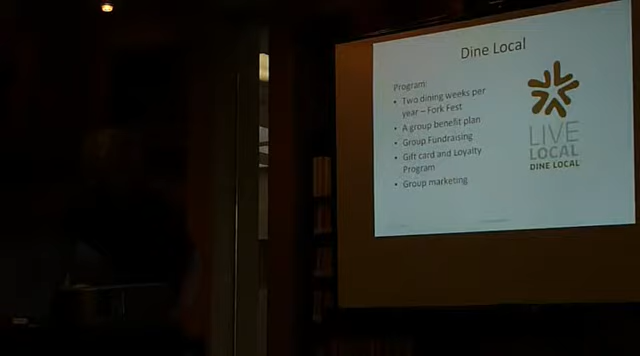 Dine Local
Program:
• Two dining weeks per
year – Fork Fest
• A group benefit plan
• Group Fundraising
• Gift card and Loyalty
Program
• Group marketing
LIVE
LOCAL
DINE LOCAL